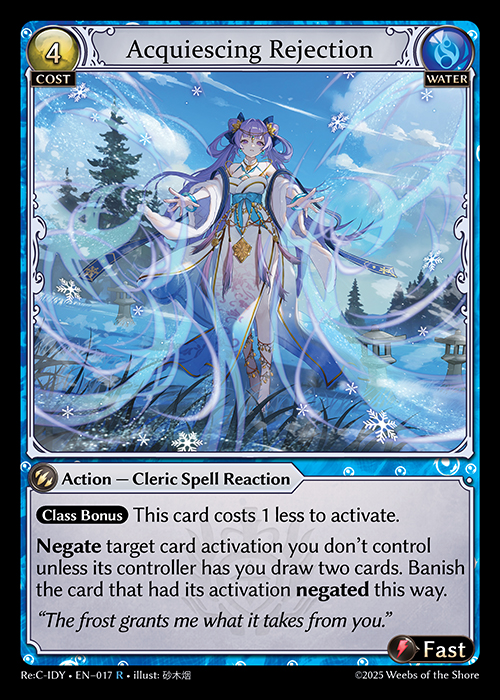 4
Acquiescing Rejection
COST
WATER
Action — Cleric Spell Reaction
Class Bonus This card costs 1 less to activate.
Negate target card activation you don’t control
unless its controller has you draw two cards. Banish
the card that had its activation negated this way.
“The frost grants me what it takes from you.”
Fast
Re:C-IDY • EN-017 R • illust: 砂木烟
©2025 Weebs of the Shore